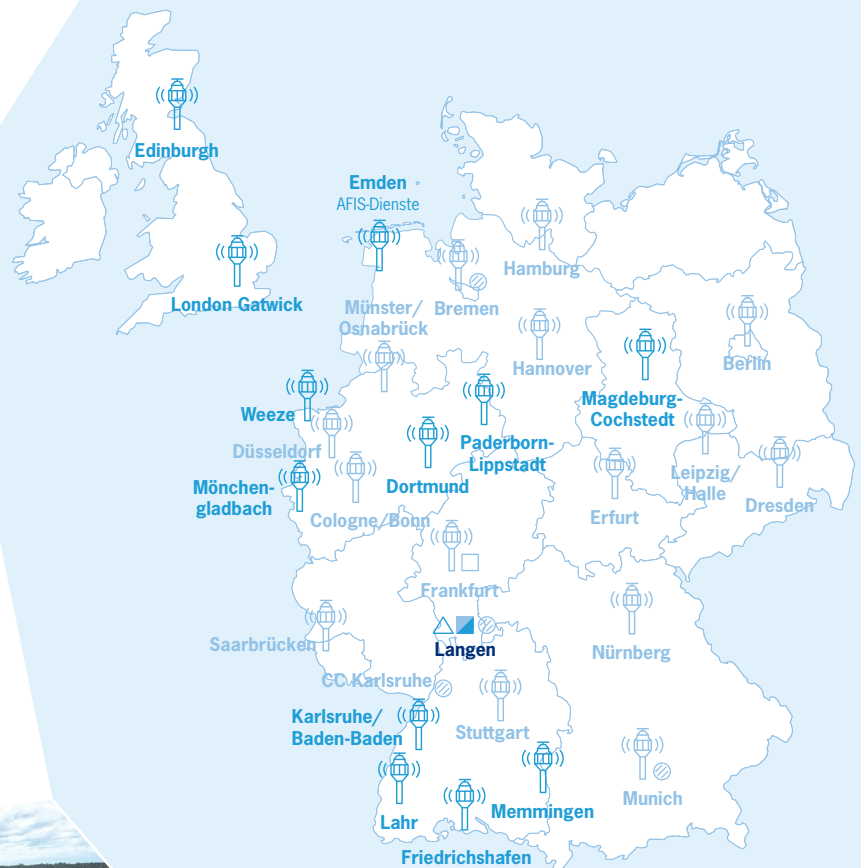 Edinburgh
Emden
AFIS-Dienste
Hamburg
London Gatwick
Münster/
Osnabrück
Bremen
Hannover
Berlin
Weeze
Magdeburg-
Cochstedt
Düsseldorf
Paderborn-
Lippstadt
Mönchen-
gladbach
Dortmund
Leipzig/
Halle
Dresden
Cologne/Bonn
Erfurt
Frankfurt
Saarbrücken
Langen
Nürnberg
CC Karlsruhe
Karlsruhe/
Baden-Baden
Stuttgart
Munich
Memmingen
Lahr
Friedrichshafen